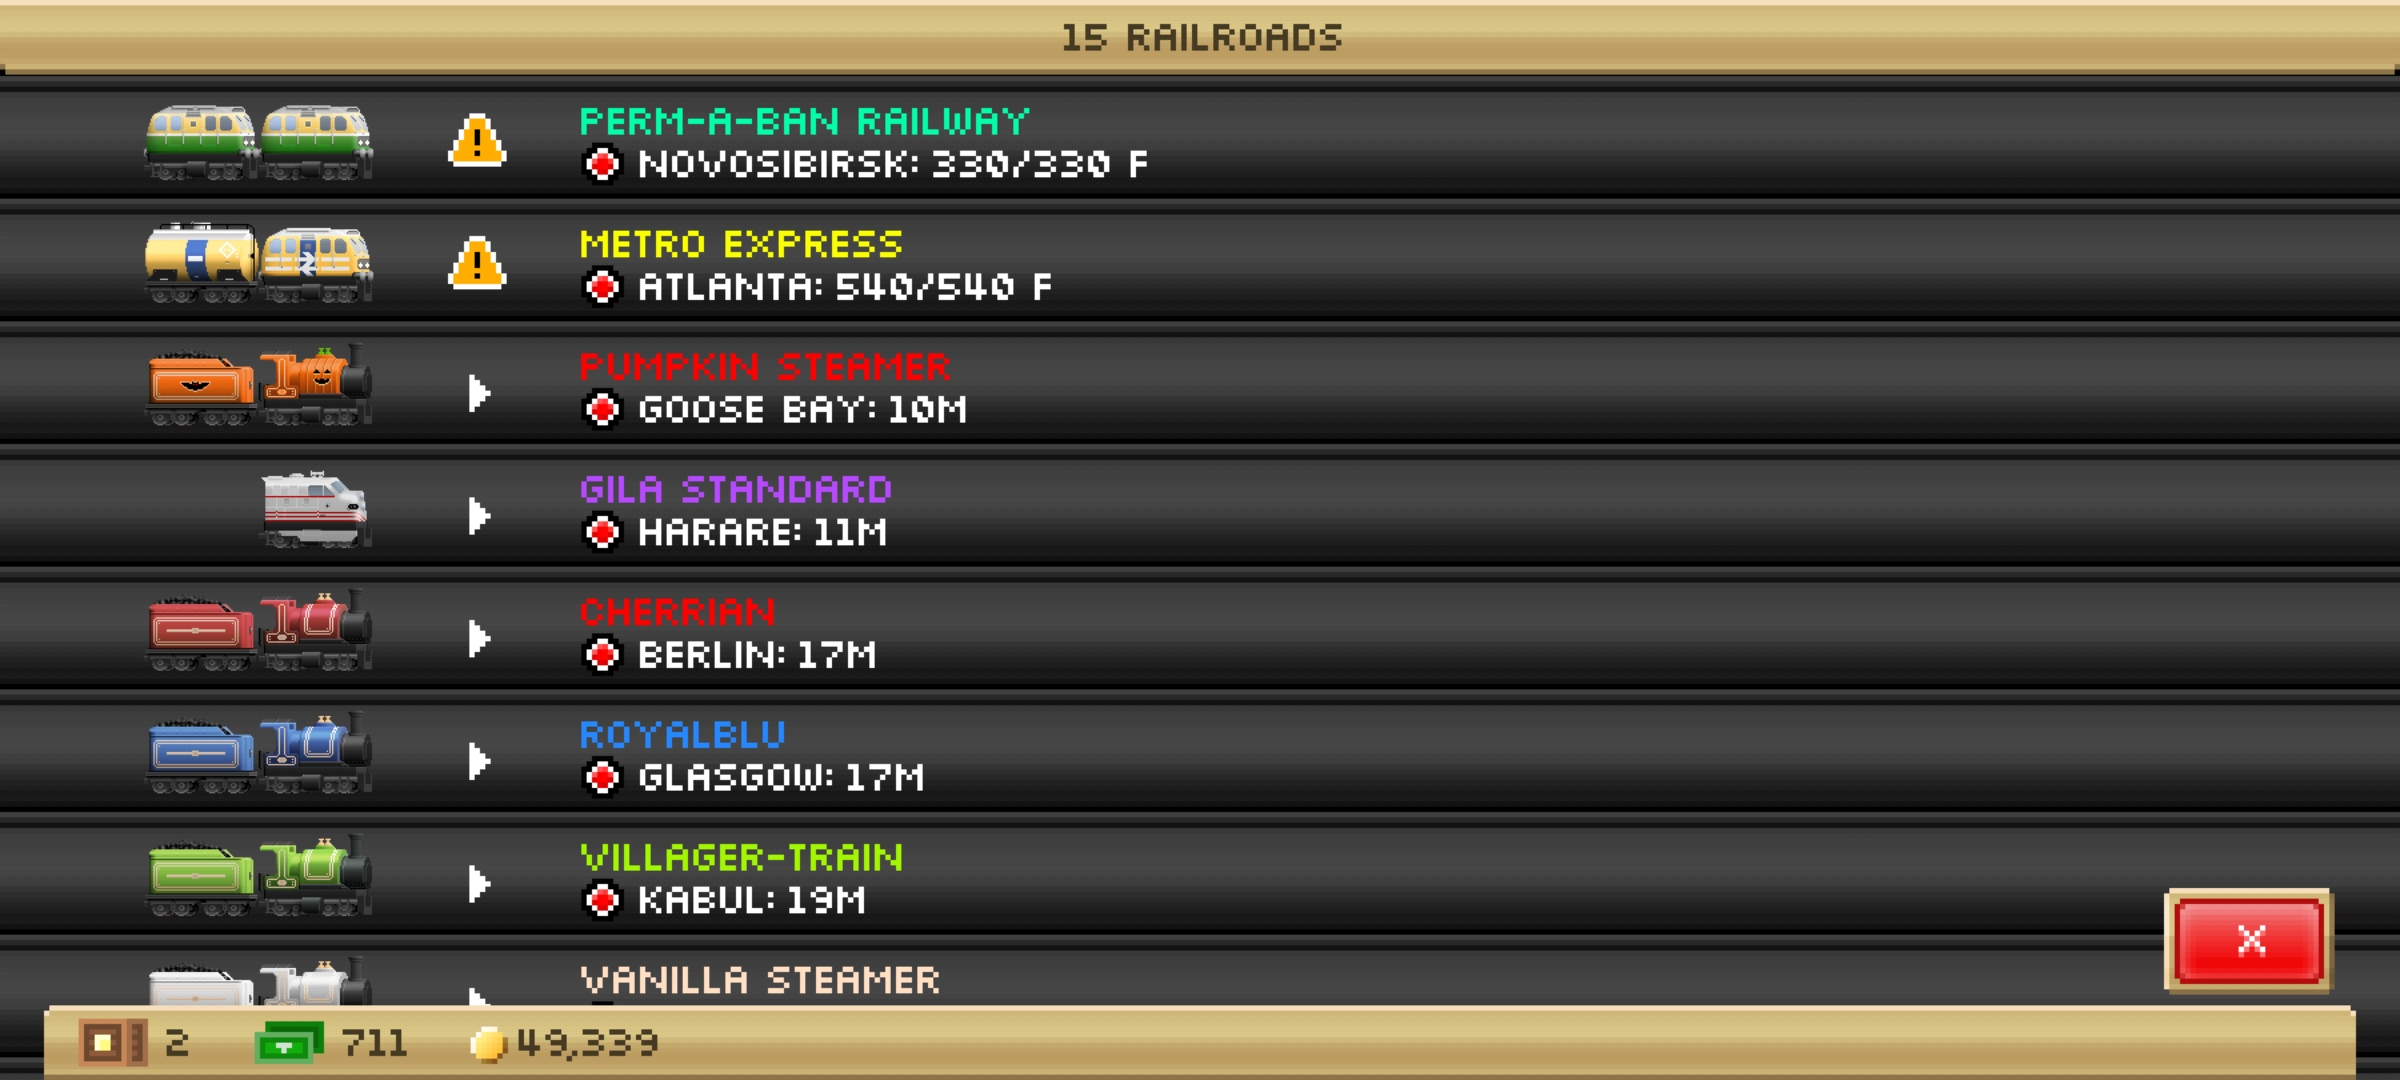 15 RAILROADS
PERM-A-BAN RAILWAY
NOVOSIBIRSK: 330/330 F
METRO EXPRESS
ATLANTA: 540/540 F
PUMPKIN STEAMER
GOOSE BAY: 10M
GILA STANDARD
HARARE: 11M
CHERRIAN
BERLIN: 17M
ROYALBLU
GLASGOW: 17M
VILLAGER-TRAIN
KABUL: 19M
VANILLA STEAMER
X
2 711 49,339